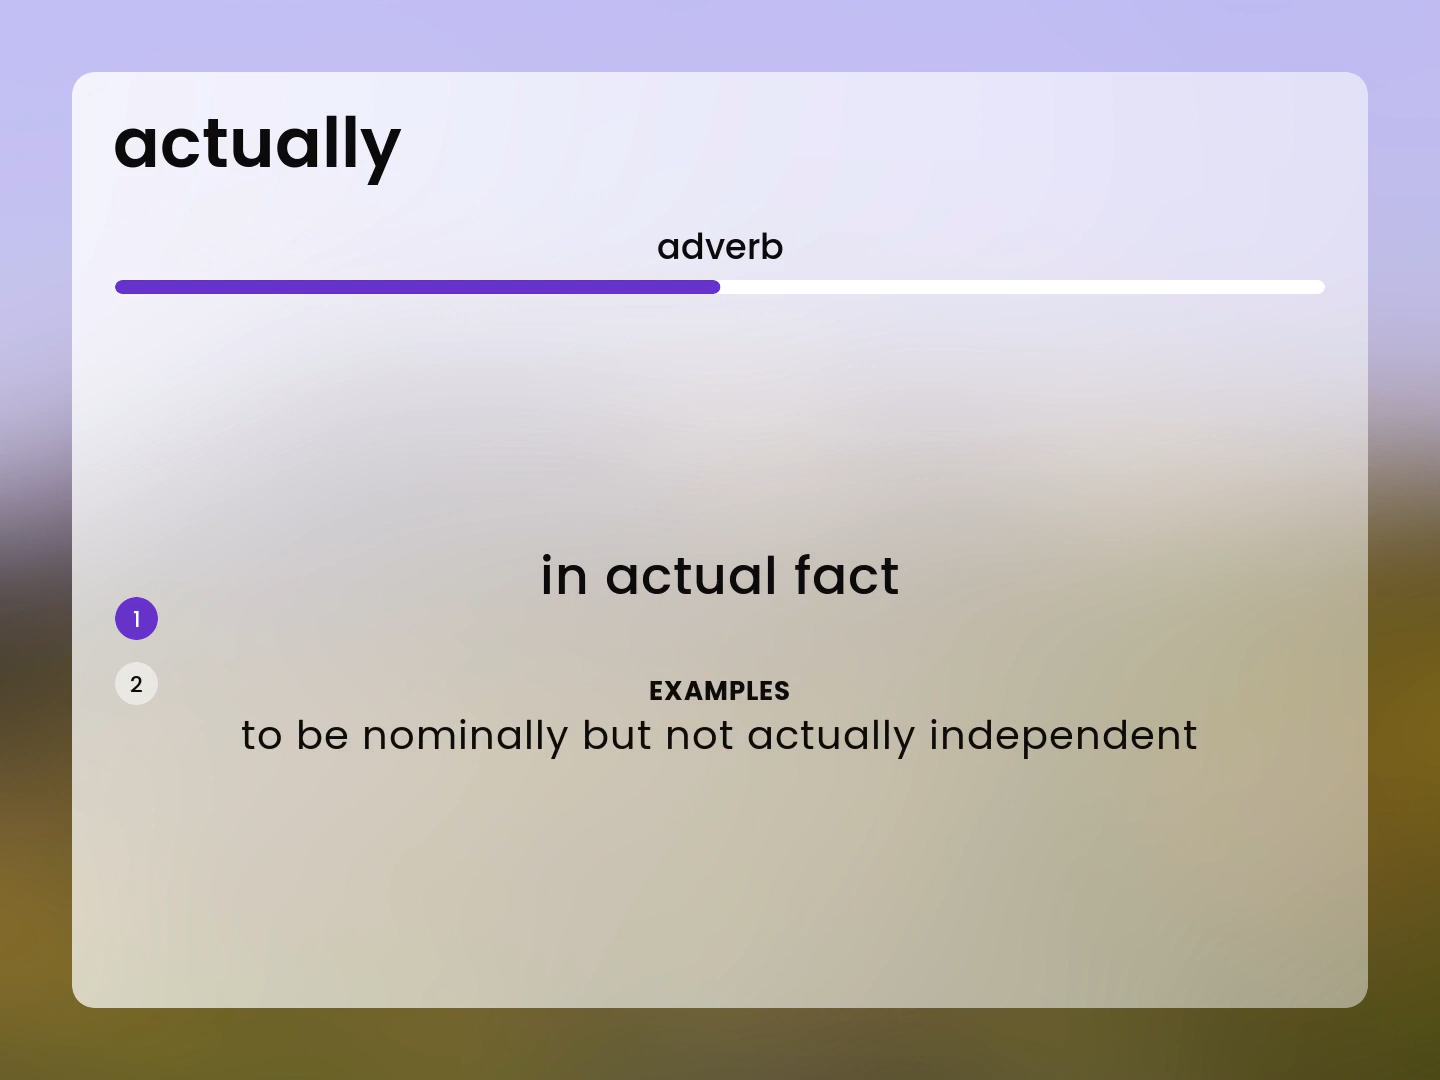 actually
adverb
in actual fact
1
2
EXAMPLES
to be nominally but not actually independent